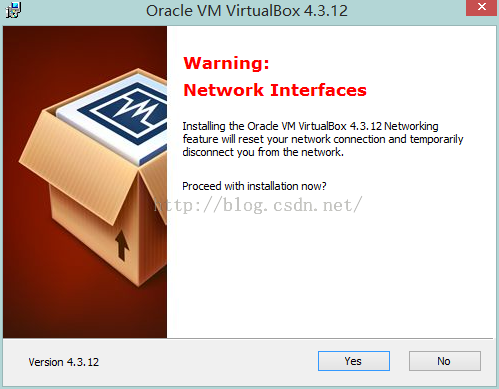 Oracle VM VirtualBox 4.3.12
Warning:
Network Interfaces
Installing the Oracle VM VirtualBox 4.3.12 Networking
feature will reset your network connection and temporarily
disconnect you from the network.
Proceed with installation now?
http://blog.csdn.net/
Version 4.3.12
Yes
No